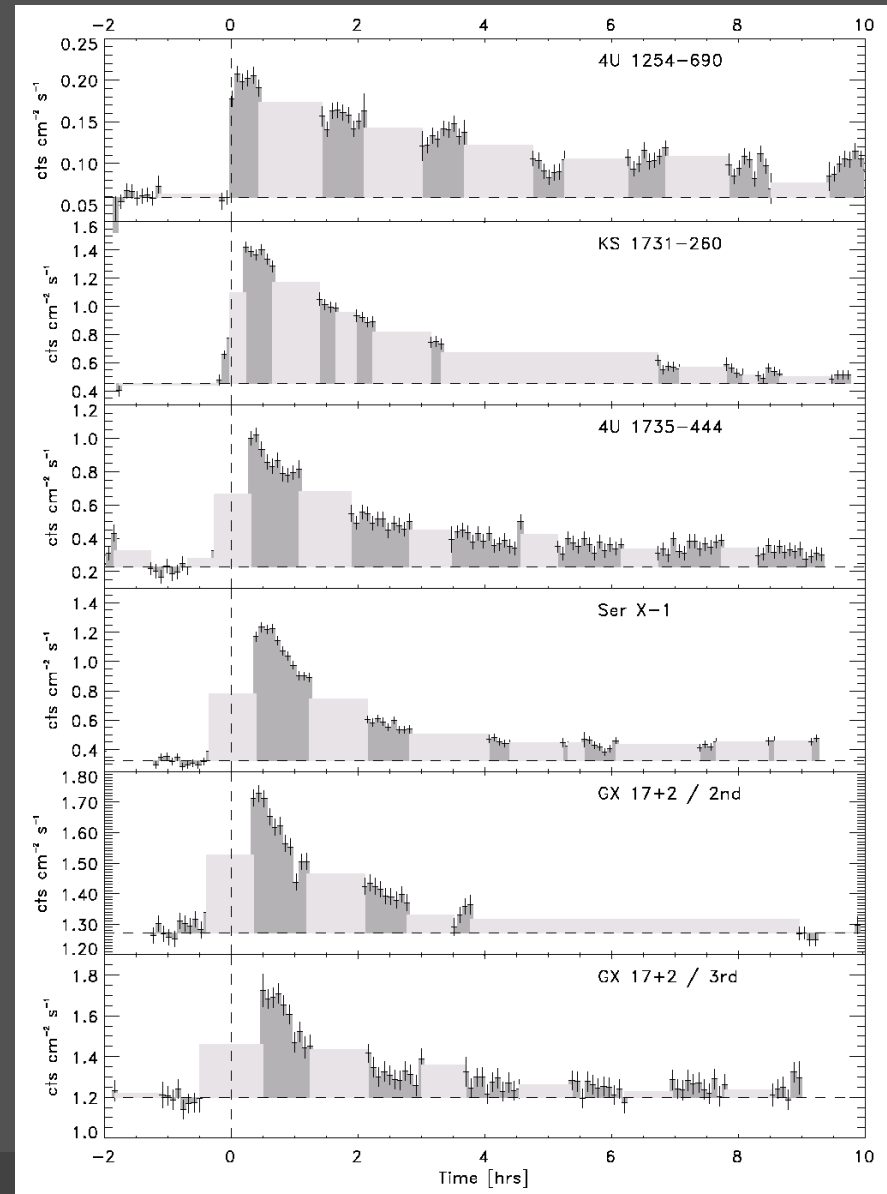 −2 0 2 4 6 8 10
0.25
4U 1254−690
0.20
0.15
0.10
0.05
cts cm⁻² s⁻¹
1.6
KS 1731−260
1.4
1.2
1.0
0.8
0.6
0.4
cts cm⁻² s⁻¹
1.2
4U 1735−444
1.0
0.8
0.6
0.4
0.2
cts cm⁻² s⁻¹
1.4
Ser X−1
1.2
1.0
0.8
0.6
0.4
cts cm⁻² s⁻¹
1.80
GX 17+2 / 2nd
1.70
1.60
1.50
1.40
1.30
1.20
cts cm⁻² s⁻¹
1.8
GX 17+2 / 3rd
1.6
1.4
1.2
1.0
cts cm⁻² s⁻¹
−2 0 2 4 6 8 10
Time [hrs]